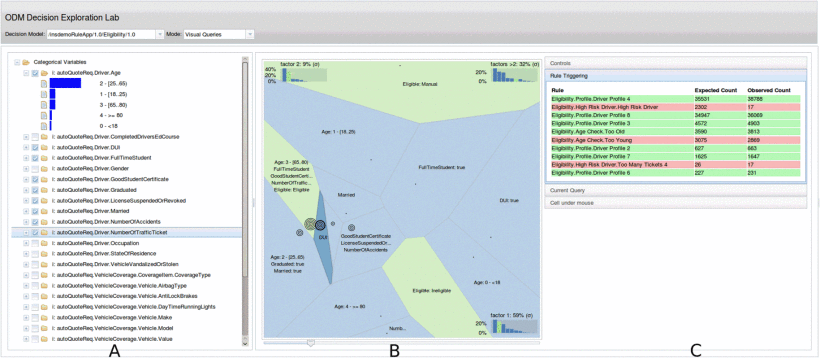 ODM Decision Exploration Lab
Decision Model: /InsdemoRuleApp/1.0/Eligibility/1.0 Mode: Visual Queries
Categorical Variables
I: autoQuoteReq.Driver.Age
2 - [25..65)
1 - [18..25)
3 - [65..80)
4 - >= 80
0 - <18
I: autoQuoteReq.Driver.CompletedDriversEdCourse
I: autoQuoteReq.Driver.DUI
I: autoQuoteReq.Driver.FullTimeStudent
I: autoQuoteReq.Driver.Gender
I: autoQuoteReq.Driver.GoodStudentCertificate
I: autoQuoteReq.Driver.Graduated
I: autoQuoteReq.Driver.LicenseSuspendedOrRevoked
I: autoQuoteReq.Driver.Married
I: autoQuoteReq.Driver.NumberOfAccidents
I: autoQuoteReq.Driver.NumberOfTrafficTicket
I: autoQuoteReq.Driver.Occupation
I: autoQuoteReq.Driver.StateOfResidence
I: autoQuoteReq.Driver.VehicleVandalizedOrStolen
I: autoQuoteReq.VehicleCoverage.CoverageItem.CoverageType
I: autoQuoteReq.VehicleCoverage.Vehicle.AirbagType
I: autoQuoteReq.VehicleCoverage.Vehicle.AntiLockBrakes
I: autoQuoteReq.VehicleCoverage.Vehicle.DayTimeRunningLights
I: autoQuoteReq.VehicleCoverage.Vehicle.Make
I: autoQuoteReq.VehicleCoverage.Vehicle.Model
I: autoQuoteReq.VehicleCoverage.Vehicle.Value
A
factor 2: 9% (σ)
40%
20%
0%
factors >2: 32% (σ)
20%
0%
Eligible: Manual
Age: 1 - [18..25)
Age: 3 - [65..80)
FullTimeStudent
GoodStudentCerti...
NumberOfTraffic...
Eligible: Eligible
FullTimeStudent: true
Married
DUI: true
DUI
GoodStudentCertificate
LicenseSuspendedOr...
NumberOfAccidents
Age: 2 - [25..65)
Graduated: true
Married: true
Eligible: Ineligible
Age: 0 - <18
Age: 4 - >= 80
Numb...
factor 1: 59% (σ)
20%
0%
B
Controls
Rule Triggering
Rule Expected Count Observed Count
Eligibility.Profile.Driver Profile 4 35531 38788
Eligibility.High Risk Driver.High Risk Driver 2302 17
Eligibility.Profile.Driver Profile 8 34947 36069
Eligibility.Profile.Driver Profile 3 4572 4903
Eligibility.Age Check.Too Old 3590 3813
Eligibility.Age Check.Too Young 3075 2869
Eligibility.Profile.Driver Profile 2 627 663
Eligibility.Profile.Driver Profile 7 1625 1647
Eligibility.High Risk Driver.Too Many Tickets 4 26 17
Eligibility.Profile.Driver Profile 6 227 231
Current Query
Cell under mouse
C